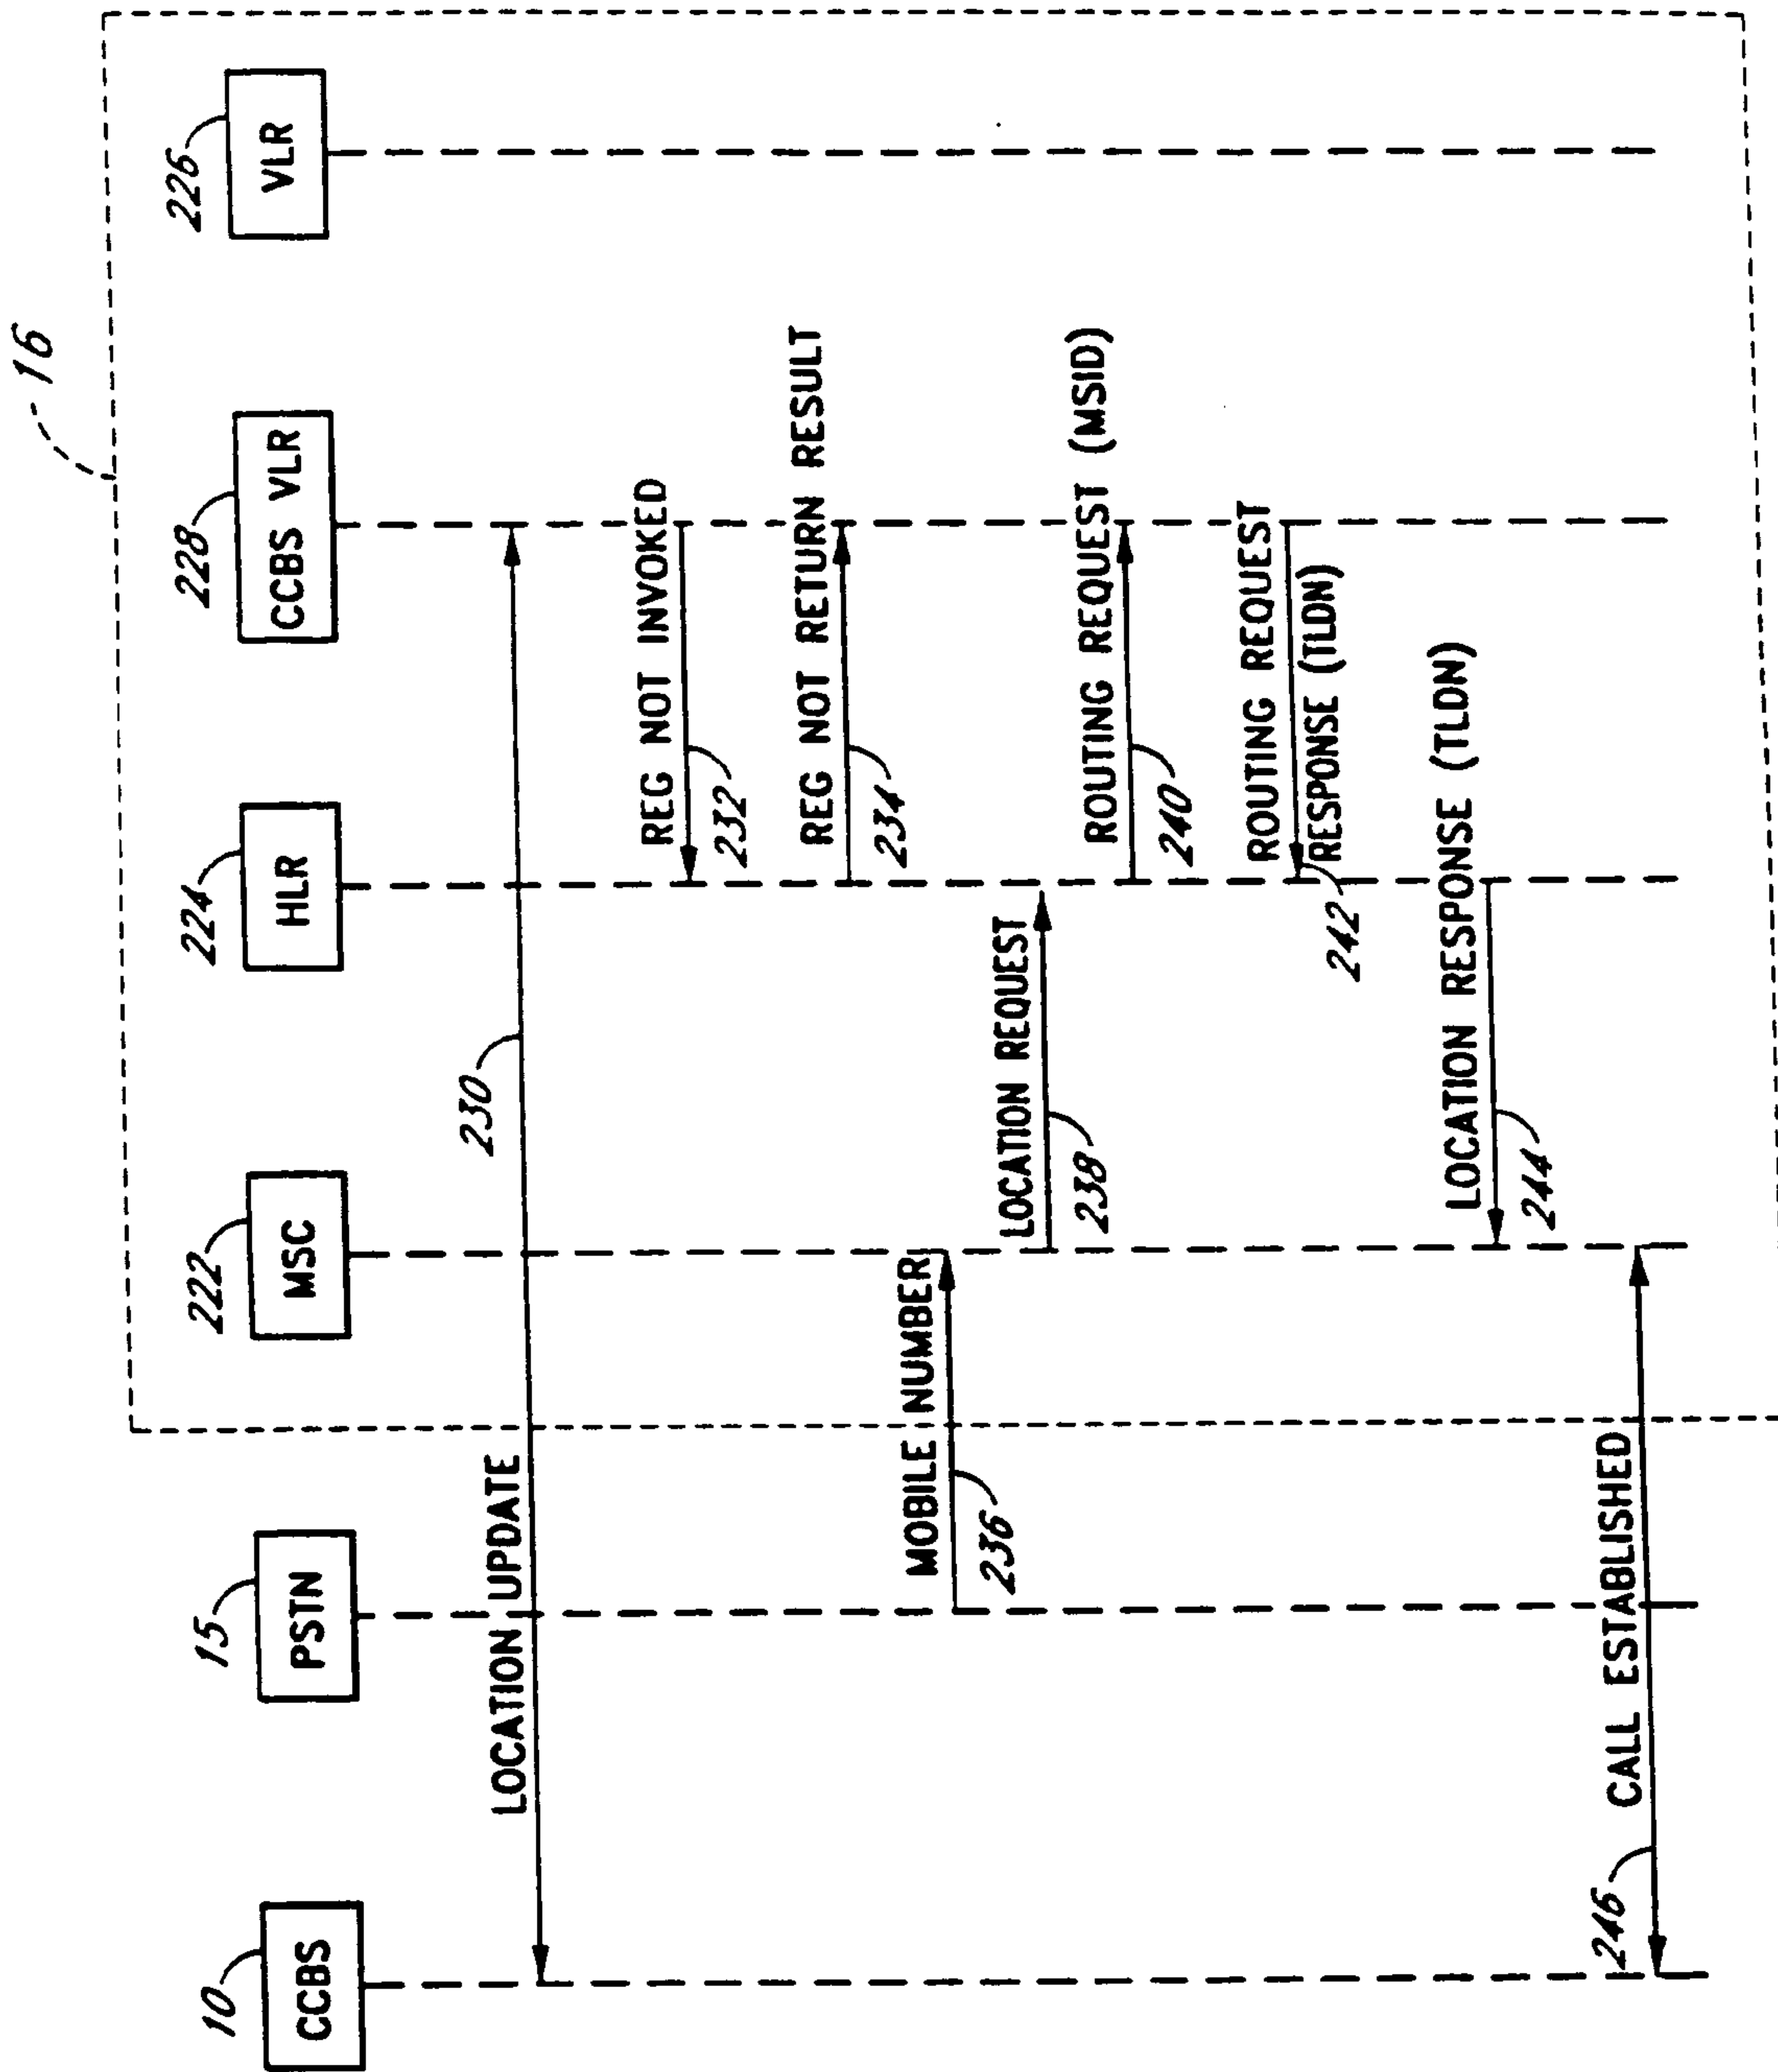 16
10
CCBS
15
PSTN
222
MSC
224
HLR
228
CCBS VLR
226
VLR
LOCATION UPDATE
230
REG NOT INVOKED
232
REG NOT RETURN RESULT
234
MOBILE NUMBER
236
LOCATION REQUEST
238
ROUTING REQUEST (MSID)
240
ROUTING REQUEST
RESPONSE (TLDN)
242
LOCATION RESPONSE (TLDN)
244
CALL ESTABLISHED
246